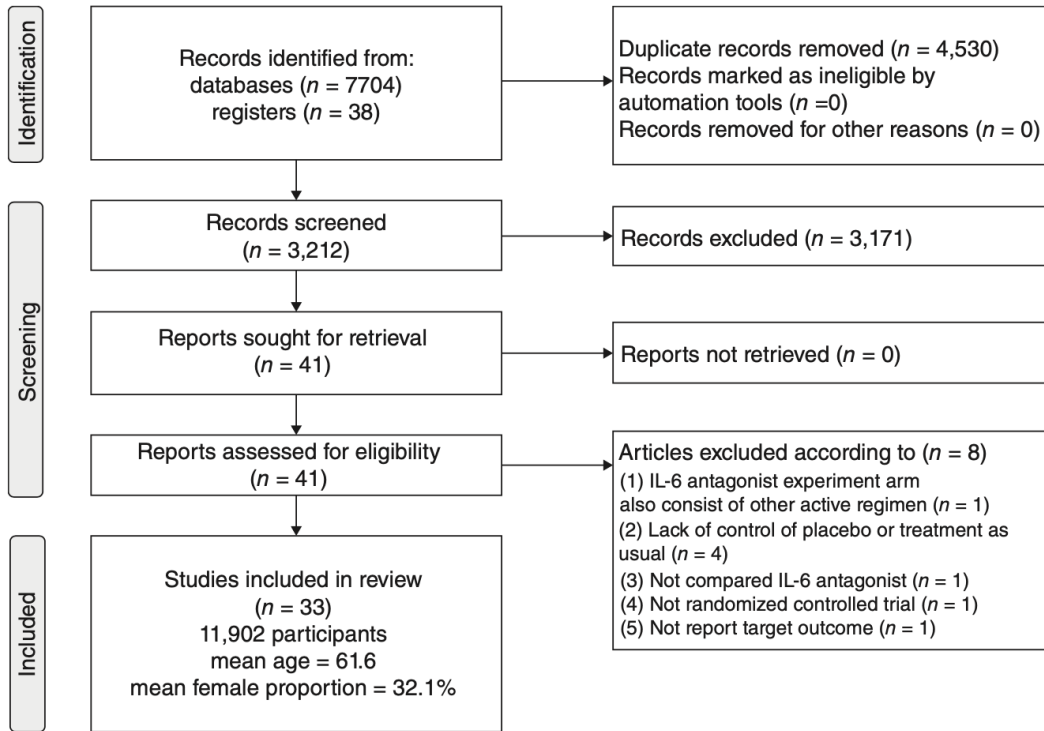 Identification
Records identified from:
databases (n = 7704)
registers (n = 38)
Duplicate records removed (n = 4,530)
Records marked as ineligible by
automation tools (n =0)
Records removed for other reasons (n = 0)
Screening
Records screened
(n = 3,212)
Records excluded (n = 3,171)
Reports sought for retrieval
(n = 41)
Reports not retrieved (n = 0)
Reports assessed for eligibility
(n = 41)
Articles excluded according to (n = 8)
(1) IL-6 antagonist experiment arm
also consist of other active regimen (n = 1)
(2) Lack of control of placebo or treatment as
usual (n = 4)
(3) Not compared IL-6 antagonist (n = 1)
(4) Not randomized controlled trial (n = 1)
(5) Not report target outcome (n = 1)
Included
Studies included in review
(n = 33)
11,902 participants
mean age = 61.6
mean female proportion = 32.1%